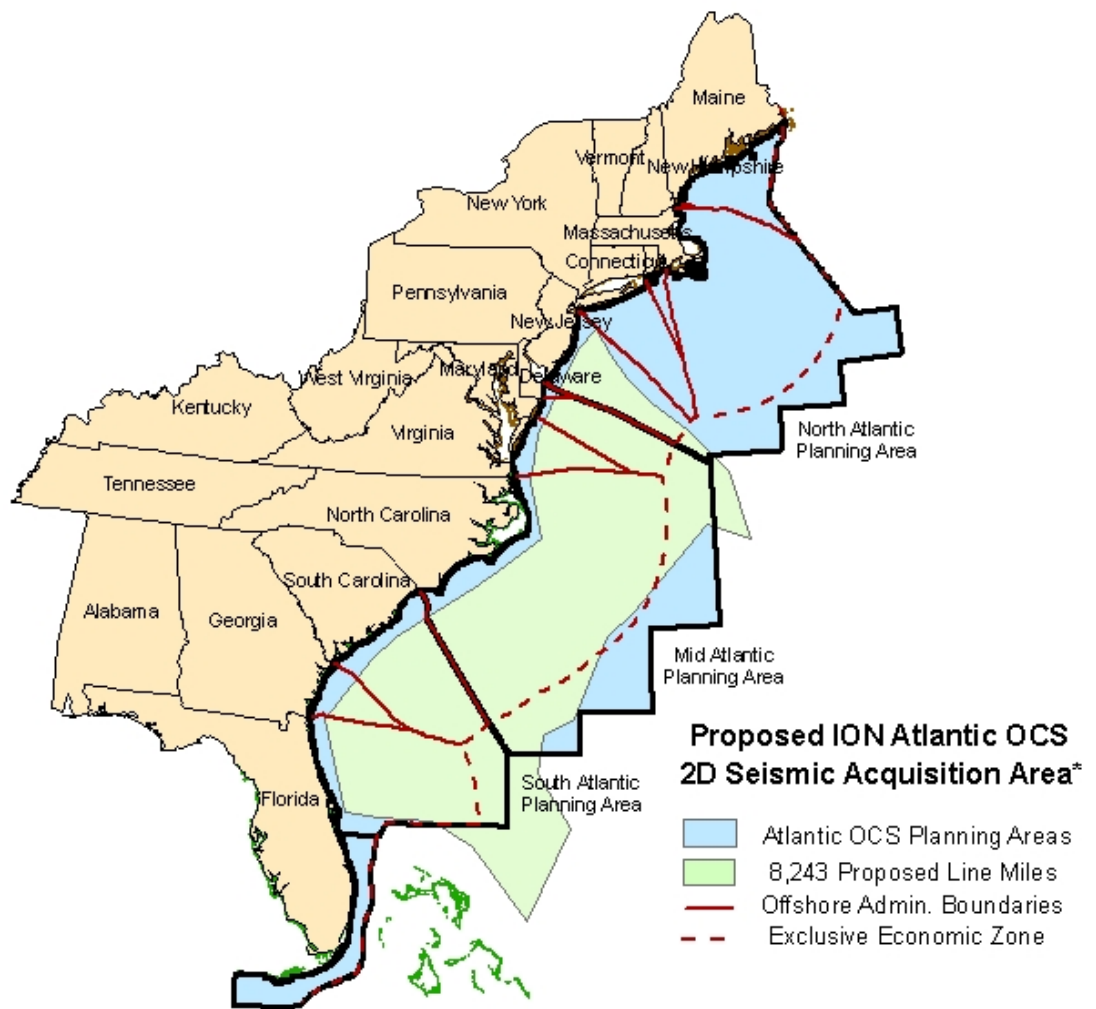 Maine
Vermont
New Hampshire
New York
Massachusetts
Connecticut
Pennsylvania
New Jersey
Maryland
Delaware
West Virginia
Kentucky
Virginia
North Atlantic
Planning Area
Tennessee
North Carolina
South Carolina
Alabama
Georgia
Mid Atlantic
Planning Area
Proposed ION Atlantic OCS
2D Seismic Acquisition Area*
South Atlantic
Planning Area
Florida
Atlantic OCS Planning Areas
8,243 Proposed Line Miles
Offshore Admin. Boundaries
Exclusive Economic Zone